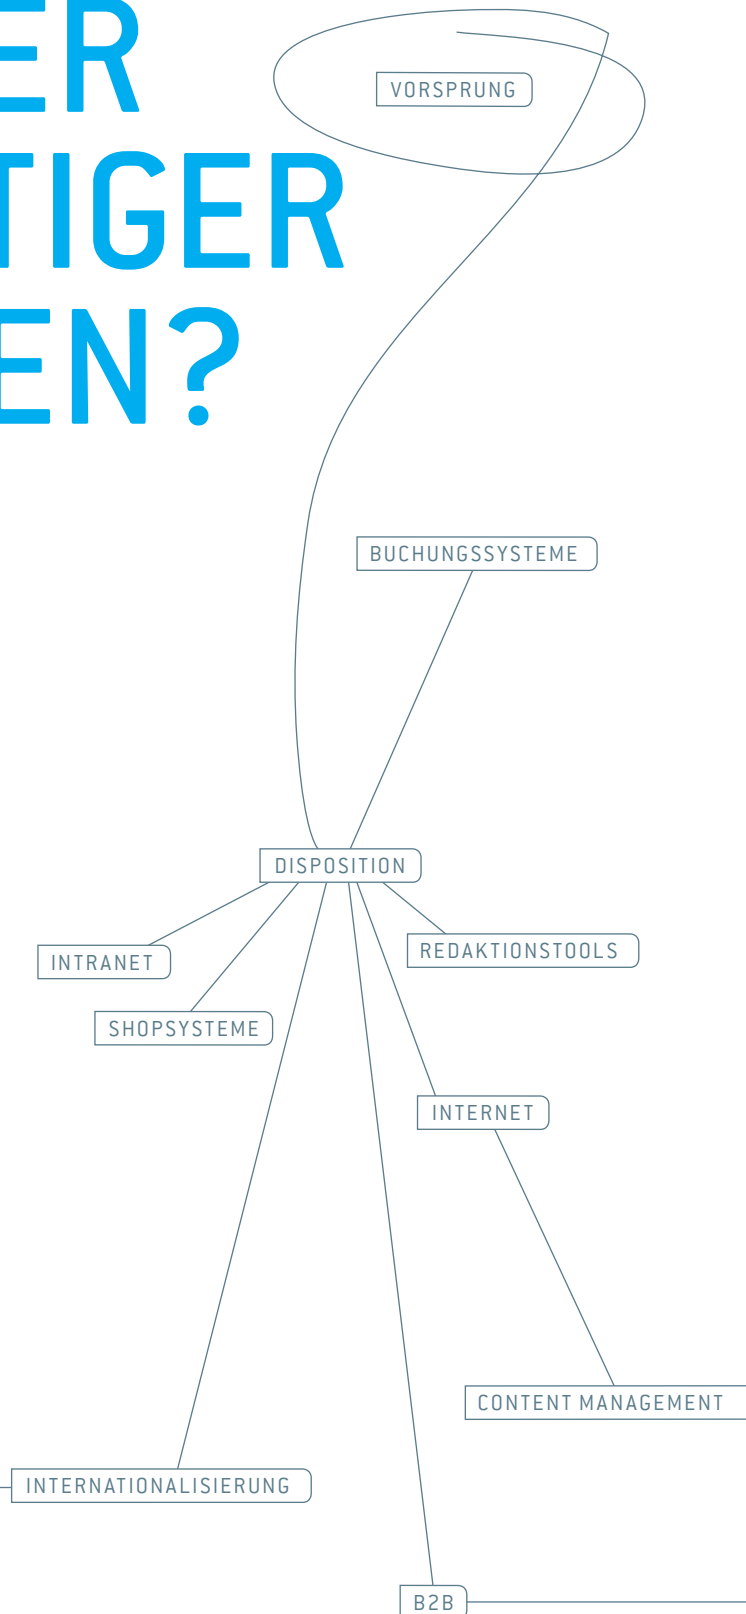 ER
VORSPRUNG
TIGER
EN?
BUCHUNGSSYSTEME
DISPOSITION
REDAKTIONSTOOLS
INTRANET
SHOPSYSTEME
INTERNET
CONTENT MANAGEMENT
INTERNATIONALISIERUNG
B2B